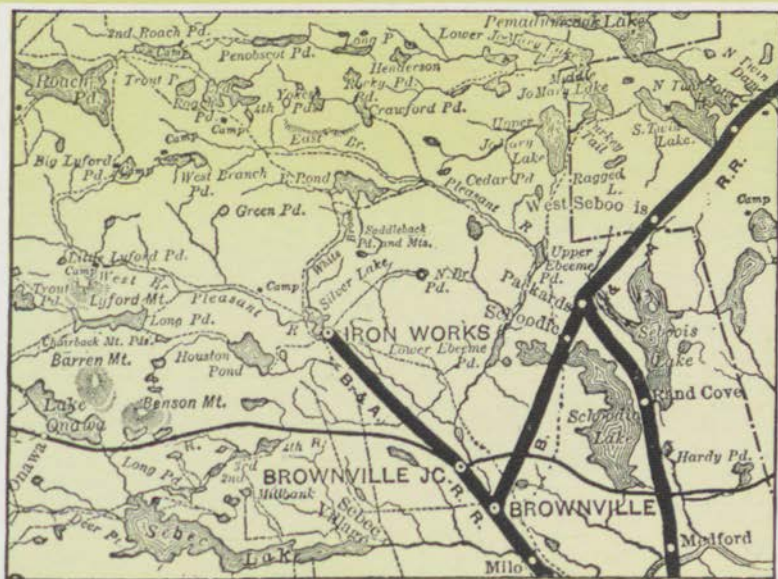 Pemadumcook Lake
2nd Roach Pd.
Camp
Penobscot Pd.
Long P.
Lower Jo Mary Lake
Roach Pd.
Trout P.
Henderson
Rocky Pd.
Middle
Jo Mary Lake
N. Twin
Camp
4th Pd.
Yoke Pd.
Crawford Pd.
Camp
East Br.
Upper
Jo Mary
Lake
Turkey
Tail
S. Twin
Lake.
R.R.
Big Lyford
Pd.
Camp
West Branch
Pd.
B. Pond
Cedar Pd
Ragged
L.
Pleasant
R
West Seboois
Camp
Green Pd.
Saddleback
Pd. and Mts.
White
Little Lyford Pd.
Camp
West Br.
Camp
Silver Lake
N. Br.
Pd.
Upper
Ebeeme
Pd.
Packards
& A
Trout
Pd.
Lyford Mt.
Pleasant
R
Long Pd.
IRON WORKS
Schoodic
Seboois
Lake
Chairback Mt. Pds.
Houston
Pond
Lower Ebeeme
Pd.
Barren Mt.
B. & A.
Rand Cove
Lake
Onawa
Benson Mt.
Schoodic
Lake
B.
Onawa
Long Pd.
R.
4th R.
3rd
2nd
BROWNVILLE JC.
R. R.
Hardy Pd.
B.
Millbank
Sebec
Village
BROWNVILLE
Deer Pd.
Sebec
Lake
Milo
Medford